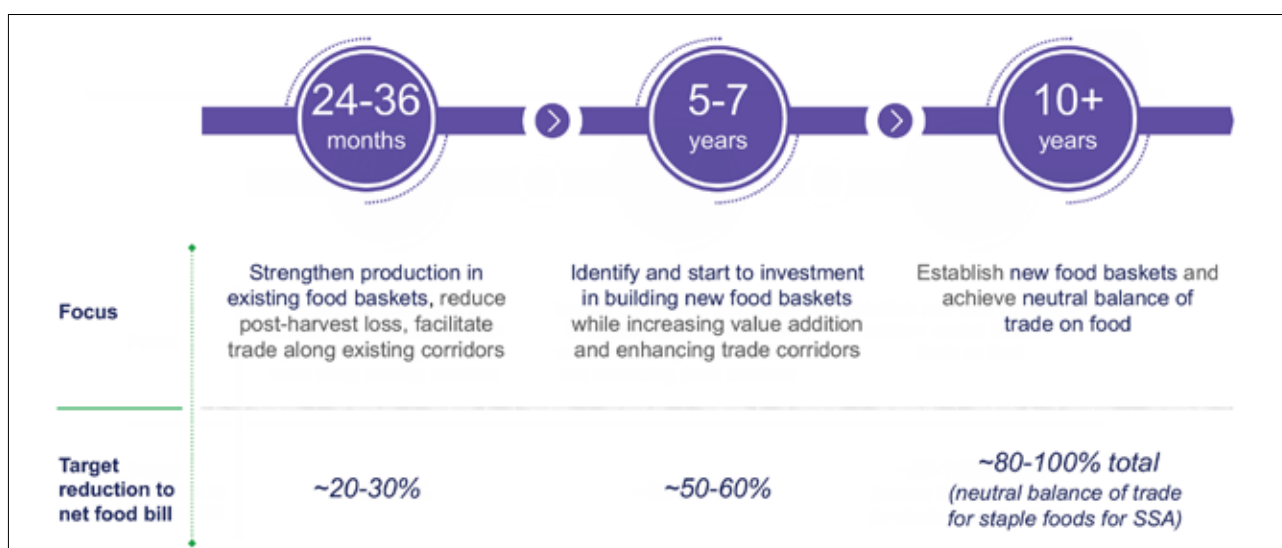 24-36
months
5-7
years
10+
years
Focus
Strengthen production in
existing food baskets, reduce
post-harvest loss, facilitate
trade along existing corridors
Identify and start to investment
in building new food baskets
while increasing value addition
and enhancing trade corridors
Establish new food baskets and
achieve neutral balance of
trade on food
Target
reduction to
net food bill
~20-30%
~50-60%
~80-100% total
(neutral balance of trade
for staple foods for SSA)